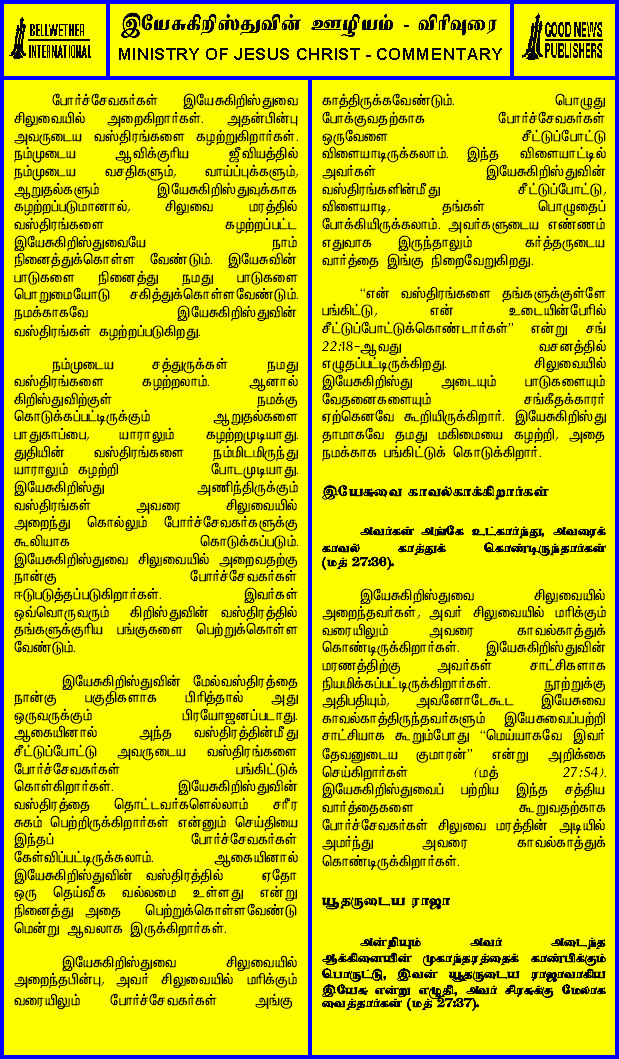 BELLWETHER
INTERNATIONAL
இயேசுகிறிஸ்துவின் ஊழியம் - விரிவுரை
MINISTRY OF JESUS CHRIST - COMMENTARY
GOOD NEWS
PUBLISHERS
போர்ச்சேவகர்கள் இயேசுகிறிஸ்துவை
சிலுவையில் அறைகிறார்கள். அதன்பின்பு
அவருடைய வஸ்திரங்களை கழற்றுகிறார்கள்.
நம்முடைய ஆவிக்குரிய ஜீவியத்தில்
நம்முடைய வசதிகளும், வாய்ப்புக்களும்,
ஆறுதல்களும் இயேசுகிறிஸ்துவுக்காக
கழற்றப்படுமானால், சிலுவை மரத்தில்
வஸ்திரங்களை கழற்றப்பட்ட
இயேசுகிறிஸ்துவையே நாம்
நினைத்துக்கொள்ள வேண்டும். இயேசுவின்
பாடுகளை நினைத்து நமது பாடுகளை
பொறுமையோடு சகித்துக்கொள்ளவேண்டும்.
நமக்காகவே இயேசுகிறிஸ்துவின்
வஸ்திரங்கள் கழற்றப்படுகிறது.
நம்முடைய சத்துருக்கள் நமது
வஸ்திரங்களை கழற்றலாம். ஆனால்
கிறிஸ்துவிற்குள் நமக்கு
கொடுக்கப்பட்டிருக்கும் ஆறுதல்களை
பாதுகாப்பை, யாராலும் கழற்றமுடியாது.
துதியின் வஸ்திரங்களை நம்மிடமிருந்து
யாராலும் கழற்றி போடமுடியாது.
இயேசுகிறிஸ்து அணிந்திருக்கும்
வஸ்திரங்கள் அவரை சிலுவையில்
அறைந்து கொல்லும் போர்ச்சேவகர்களுக்கு
கூலியாக கொடுக்கப்படும்.
இயேசுகிறிஸ்துவை சிலுவையில் அறைவதற்கு
நான்கு போர்ச்சேவகர்கள்
ஈடுபடுத்தப்படுகிறார்கள். இவர்கள்
ஒவ்வொருவரும் கிறிஸ்துவின் வஸ்திரத்தில்
தங்களுக்குரிய பங்குகளை பெற்றுக்கொள்ள
வேண்டும்.
இயேசுகிறிஸ்துவின் மேல்வஸ்திரத்தை
நான்கு பகுதிகளாக பிரித்தால் அது
ஒருவருக்கும் பிரயோஜனப்படாது.
ஆகையினால் அந்த வஸ்திரத்தின்மீது
சீட்டுப்போட்டு அவருடைய வஸ்திரங்களை
போர்ச்சேவகர்கள் பங்கிட்டுக்
கொள்கிறார்கள். இயேசுகிறிஸ்துவின்
வஸ்திரத்தை தொட்டவர்களெல்லாம் சரீர
சுகம் பெற்றிருக்கிறார்கள் என்னும் செய்தியை
இந்தப் போர்ச்சேவகர்கள்
கேள்விப்பட்டிருக்கலாம். ஆகையினால்
இயேசுகிறிஸ்துவின் வஸ்திரத்தில் ஏதோ
ஒரு தெய்வீக வல்லமை உள்ளது என்று
நினைத்து அதை பெற்றுக்கொள்ளவேண்டு
மென்று ஆவலாக இருக்கிறார்கள்.
இயேசுகிறிஸ்துவை சிலுவையில்
அறைந்தபின்பு, அவர் சிலுவையில் மரிக்கும்
வரையிலும் போர்ச்சேவகர்கள் அங்கு
காத்திருக்கவேண்டும். பொழுது
போக்குவதற்காக போர்ச்சேவகர்கள்
ஒருவேளை சீட்டுப்போட்டு
விளையாடிருக்கலாம். இந்த விளையாட்டில்
அவர்கள் இயேசுகிறிஸ்துவின்
வஸ்திரங்களின்மீது சீட்டுப்போட்டு,
விளையாடி, தங்கள் பொழுதைப்
போக்கியிருக்கலாம். அவர்களுடைய எண்ணம்
எதுவாக இருந்தாலும் கர்த்தருடைய
வார்த்தை இங்கு நிறைவேறுகிறது.
“என் வஸ்திரங்களை தங்களுக்குள்ளே
பங்கிட்டு, என் உடையின்பேரில்
சீட்டுப்போட்டுக்கொண்டார்கள்” என்று சங்
22:18-ஆவது வசனத்தில்
எழுதப்பட்டிருக்கிறது. சிலுவையில்
இயேசுகிறிஸ்து அடையும் பாடுகளையும்
வேதனைகளையும் சங்கீதக்காரர்
ஏற்கெனவே கூறியிருக்கிறார். இயேசுகிறிஸ்து
தாமாகவே தமது மகிமையை கழற்றி, அதை
நமக்காக பங்கிட்டுக் கொடுக்கிறார்.
இயேசுவை காவல்காக்கிறார்கள்
அவர்கள் அங்கே உட்கார்ந்து, அவரைக்
காவல் காத்துக் கொண்டிருந்தார்கள்
(மத் 27:36).
இயேசுகிறிஸ்துவை சிலுவையில்
அறைந்தவர்கள், அவர் சிலுவையில் மரிக்கும்
வரையிலும் அவரை காவல்காத்துக்
கொண்டிருக்கிறார்கள். இயேசுகிறிஸ்துவின்
மரணத்திற்கு அவர்கள் சாட்சிகளாக
நியமிக்கப்பட்டிருக்கிறார்கள். நூற்றுக்கு
அதிபதியும், அவனோடேகூட இயேசுவை
காவல்காத்திருந்தவர்களும் இயேசுவைப்பற்றி
சாட்சியாக கூறும்போது “மெய்யாகவே இவர்
தேவனுடைய குமாரன்” என்று அறிக்கை
செய்கிறார்கள் (மத் 27:54).
இயேசுகிறிஸ்துவைப் பற்றிய இந்த சத்திய
வார்த்தைகளை கூறுவதற்காக
போர்ச்சேவகர்கள் சிலுவை மரத்தின் அடியில்
அமர்ந்து அவரை காவல்காத்துக்
கொண்டிருக்கிறார்கள்.
யூதருடைய ராஜா
அன்றியும் அவர் அடைந்த
ஆக்கினையின் முகாந்தரத்தைக் காண்பிக்கும்
பொருட்டு, இவன் யூதருடைய ராஜாவாகிய
இயேசு என்று எழுதி, அவர் சிரசுக்கு மேலாக
வைத்தார்கள் (மத் 27:37).